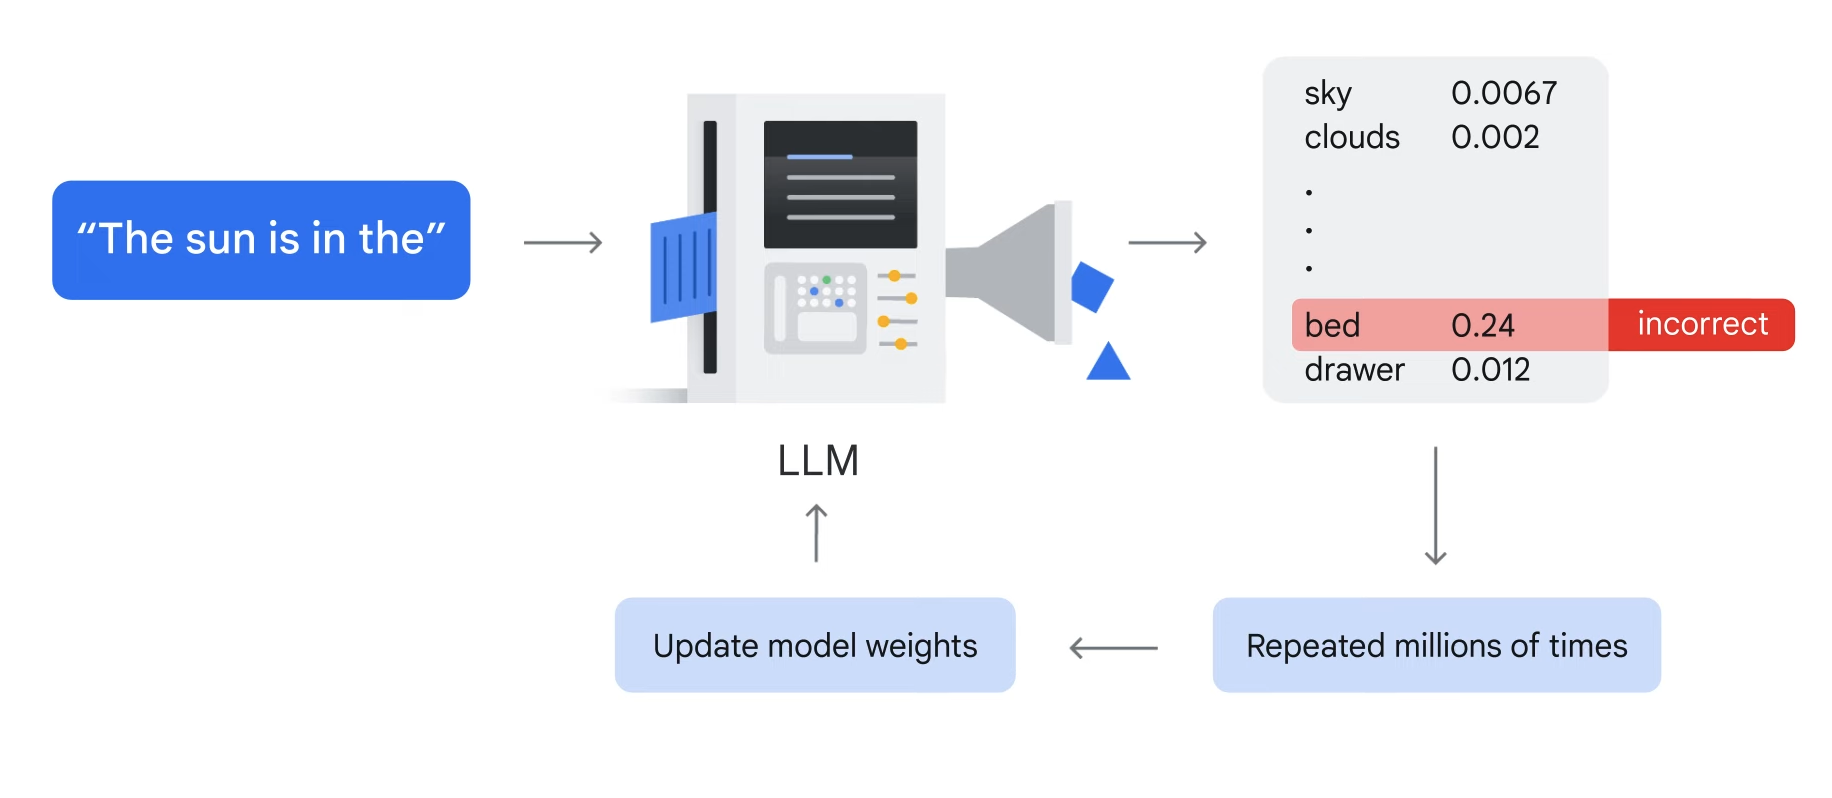 “The sun is in the”
LLM
sky 0.0067
clouds 0.002
.
.
.
bed 0.24 incorrect
drawer 0.012
Repeated millions of times
Update model weights